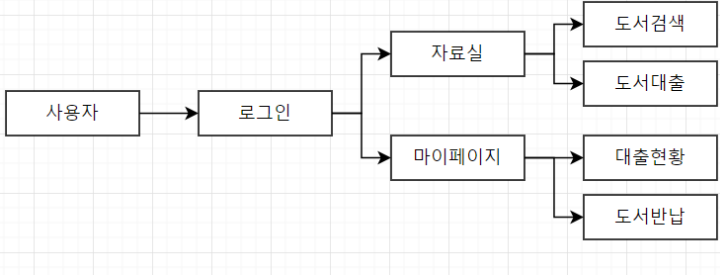 사용자
로그인
자료실
도서검색
도서대출
마이페이지
대출현황
도서반납